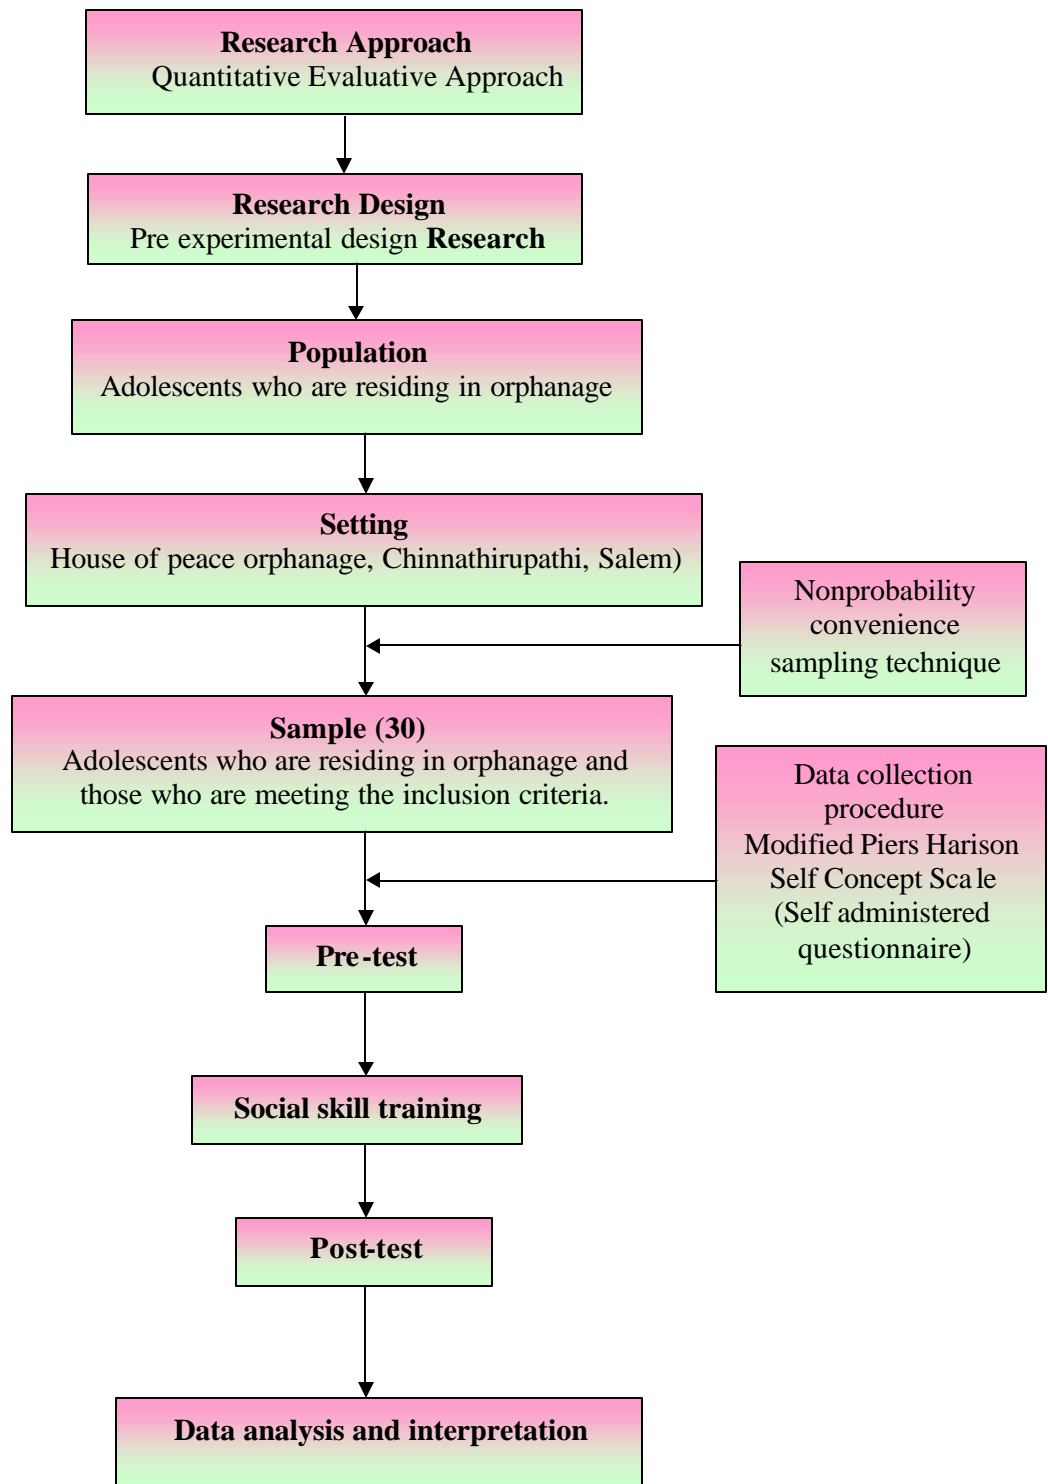 Research Approach
Quantitative Evaluative Approach
Research Design
Pre experimental design Research
Population
Adolescents who are residing in orphanage
Setting
House of peace orphanage, Chinnathirupathi, Salem)
Nonprobability
convenience
sampling technique
Sample (30)
Adolescents who are residing in orphanage and
those who are meeting the inclusion criteria.
Data collection
procedure
Modified Piers Harison
Self Concept Scale
(Self administered
questionnaire)
Pre-test
Social skill training
Post-test
Data analysis and interpretation